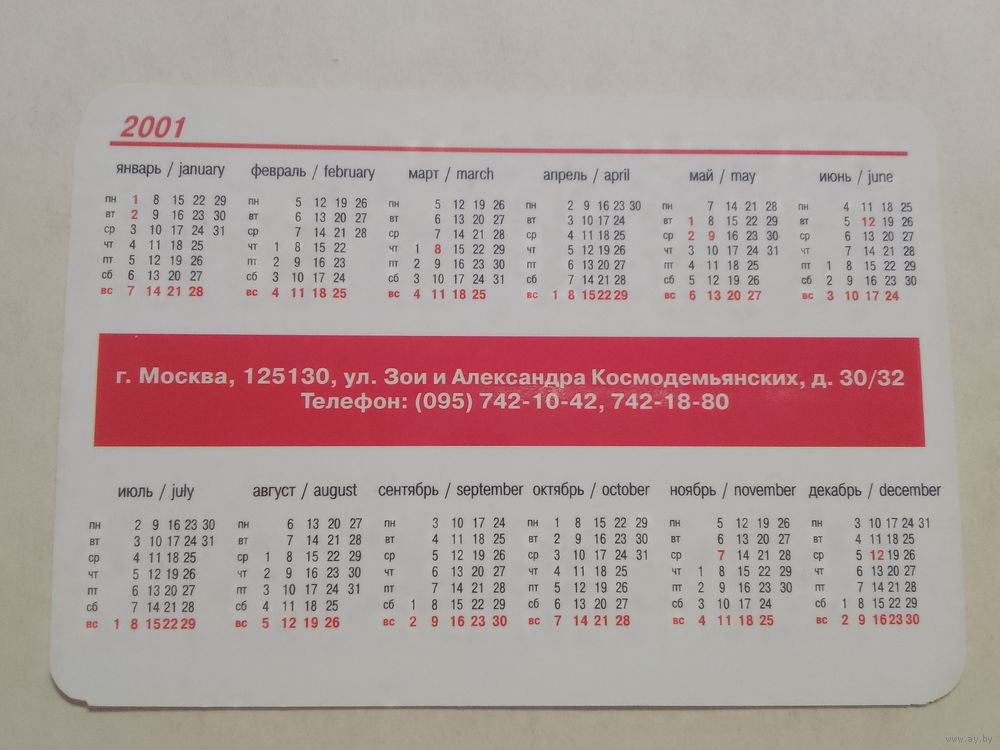 2001
январь / january февраль / february март / march апрель / april май / may июнь / june
пн 1 8 15 22 29 пн 5 12 19 26 пн 5 12 19 26 пн 2 9 16 23 30 пн 7 14 21 28 пн 4 11 18 25
вт 2 9 16 23 30 вт 6 13 20 27 вт 6 13 20 27 вт 3 10 17 24 вт 1 8 15 22 29 вт 5 12 19 26
ср 3 10 17 24 31 ср 7 14 21 28 ср 7 14 21 28 ср 4 11 18 25 ср 2 9 16 23 30 ср 6 13 20 27
чт 4 11 18 25 чт 1 8 15 22 чт 1 8 15 22 29 чт 5 12 19 26 чт 3 10 17 24 31 чт 7 14 21 28
пт 5 12 19 26 пт 2 9 16 23 пт 2 9 16 23 30 пт 6 13 20 27 пт 4 11 18 25 пт 1 8 15 22 29
сб 6 13 20 27 сб 3 10 17 24 сб 3 10 17 24 31 сб 7 14 21 28 сб 5 12 19 26 сб 2 9 16 23 30
вс 7 14 21 28 вс 4 11 18 25 вс 4 11 18 25 вс 1 8 15 22 29 вс 6 13 20 27 вс 3 10 17 24
г. Москва, 125130, ул. Зои и Александра Космодемьянских, д. 30/32
Телефон: (095) 742-10-42, 742-18-80
июль / july август / august сентябрь / september октябрь / october ноябрь / november декабрь / december
пн 2 9 16 23 30 пн 6 13 20 27 пн 3 10 17 24 пн 1 8 15 22 29 пн 5 12 19 26 пн 3 10 17 24 31
вт 3 10 17 24 31 вт 7 14 21 28 вт 4 11 18 25 вт 2 9 16 23 30 вт 6 13 20 27 вт 4 11 18 25
ср 4 11 18 25 ср 1 8 15 22 29 ср 5 12 19 26 ср 3 10 17 24 31 ср 7 14 21 28 ср 5 12 19 26
чт 5 12 19 26 чт 2 9 16 23 30 чт 6 13 20 27 чт 4 11 18 25 чт 1 8 15 22 29 чт 6 13 20 27
пт 6 13 20 27 пт 3 10 17 24 31 пт 7 14 21 28 пт 5 12 19 26 пт 2 9 16 23 30 пт 7 14 21 28
сб 7 14 21 28 сб 4 11 18 25 сб 1 8 15 22 29 сб 6 13 20 27 сб 3 10 17 24 сб 1 8 15 22 29
вс 1 8 15 22 29 вс 5 12 19 26 вс 2 9 16 23 30 вс 7 14 21 28 вс 4 11 18 25 вс 2 9 16 23 30
www.ay.by